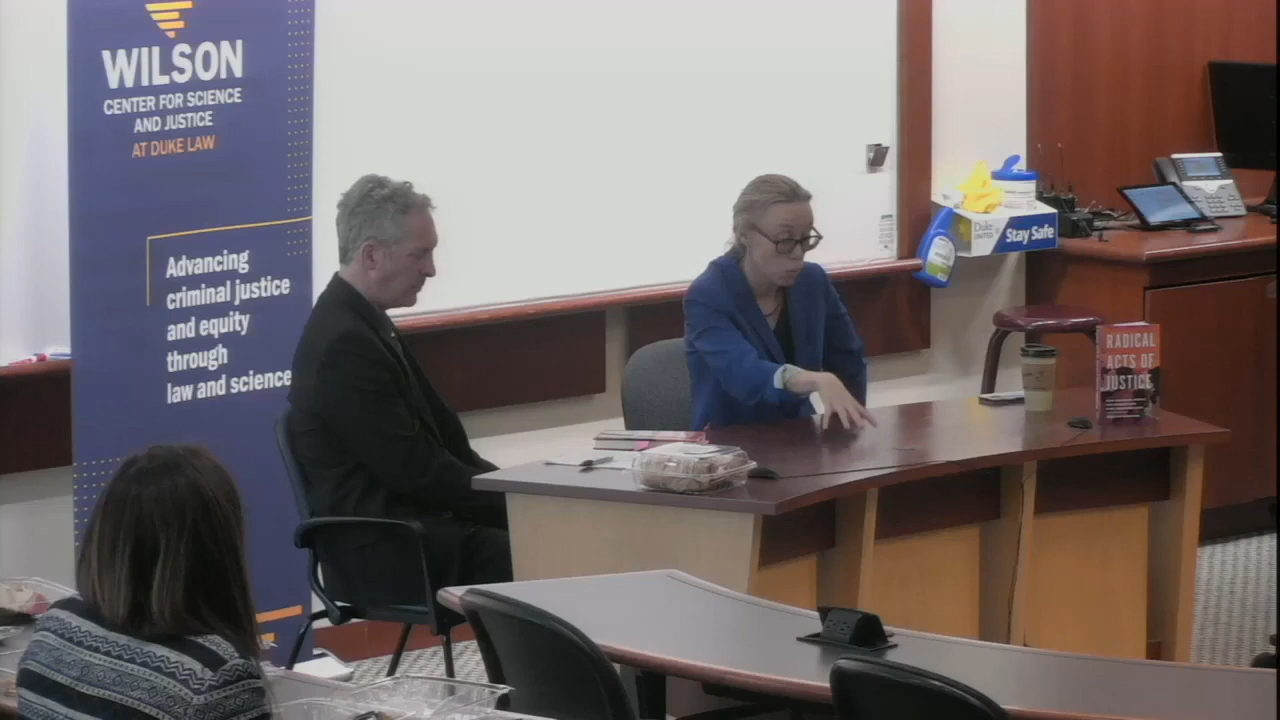 WILSON
CENTER FOR SCIENCE
AND JUSTICE
AT DUKE LAW
Advancing
criminal justice
and equity
through
law and science
Duke
Stay Safe
RADICAL
ACTS OF
JUSTICE